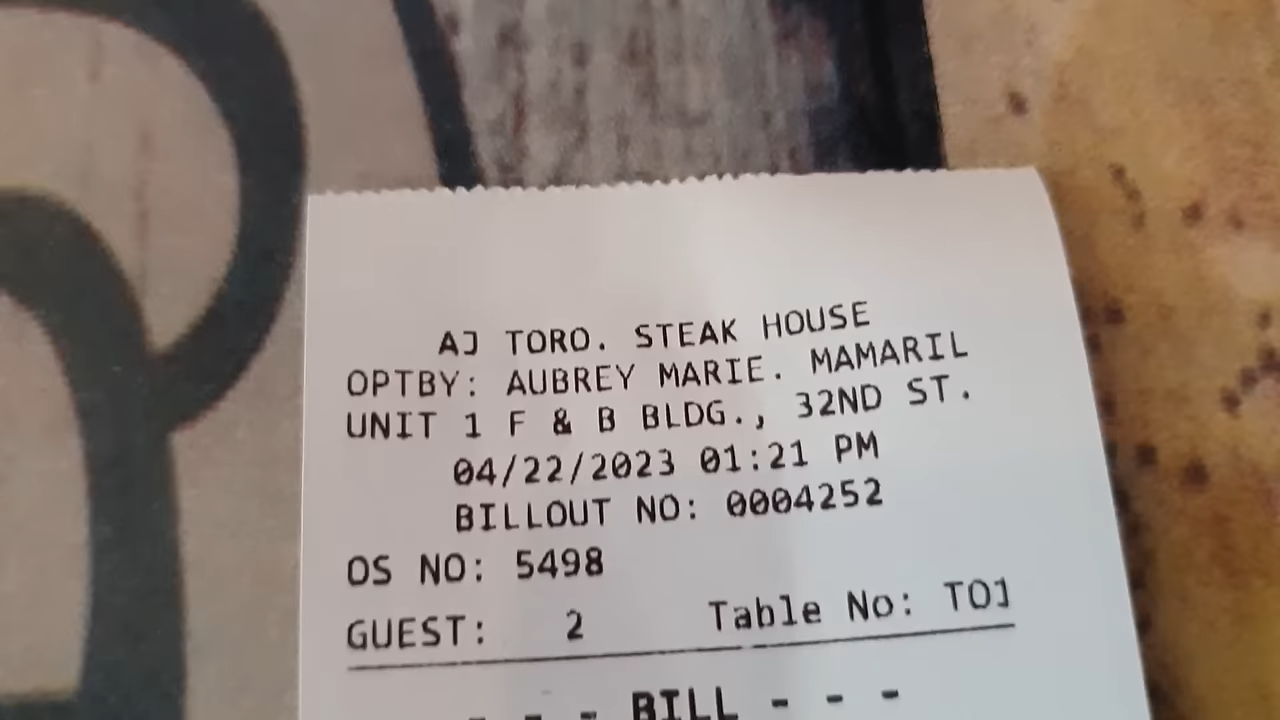 AJ TORO. STEAK HOUSE
OPTBY: AUBREY MARIE. MAMARIL
UNIT 1 F & B BLDG., 32ND ST.
04/22/2023 01:21 PM
BILLOUT NO: 0004252
OS NO: 5498
GUEST: 2 Table No: TO1
- - - BILL - - -